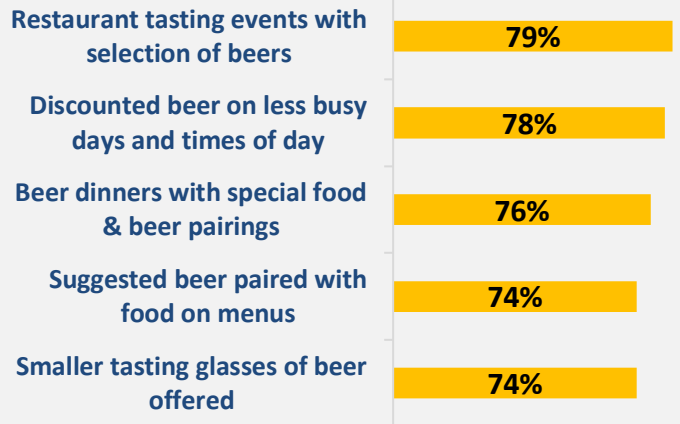 Restaurant tasting events with
selection of beers
79%
Discounted beer on less busy
days and times of day
78%
Beer dinners with special food
& beer pairings
76%
Suggested beer paired with
food on menus
74%
Smaller tasting glasses of beer
offered
74%